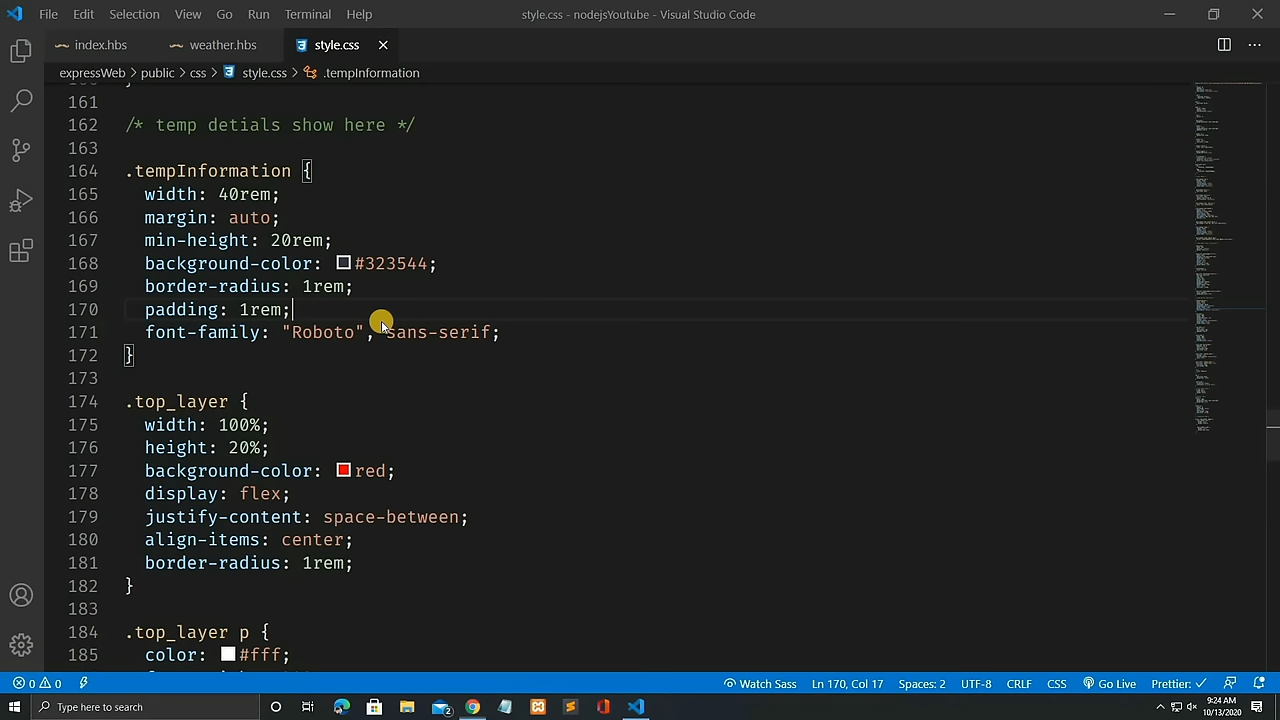 File Edit Selection View Go Run Terminal Help style.css - nodejsYoutube - Visual Studio Code
index.hbs weather.hbs style.css
expressWeb > public > css > style.css > .tempInformation
161
162 /* temp detials show here */
163
164 .tempInformation {
165 width: 40rem;
166 margin: auto;
167 min-height: 20rem;
168 background-color: #323544;
169 border-radius: 1rem;
170 padding: 1rem;
171 font-family: "Roboto", sans-serif;
172 }
173
174 .top_layer {
175 width: 100%;
176 height: 20%;
177 background-color: red;
178 display: flex;
179 justify-content: space-between;
180 align-items: center;
181 border-radius: 1rem;
182 }
183
184 .top_layer p {
185 color: #fff;
0 0 Watch Sass Ln 170, Col 17 Spaces: 2 UTF-8 CRLF CSS Go Live Prettier: ✓
Type here to search 2 9:24 AM
10/13/2020